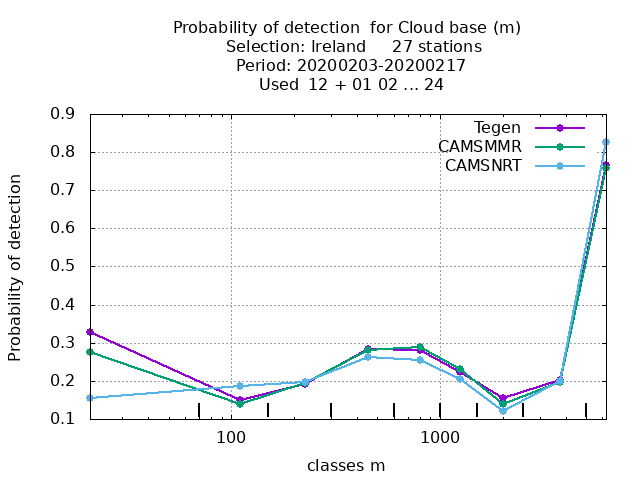 Probability of detection  for Cloud base (m)
Selection: Ireland     27 stations
Period: 20200203-20200217
Used  12 + 01 02 ... 24
Tegen
CAMSMMR
CAMSNRT
0.9
0.8
0.7
0.6
0.5
0.4
0.3
0.2
0.1
Probability of detection
100
1000
classes m